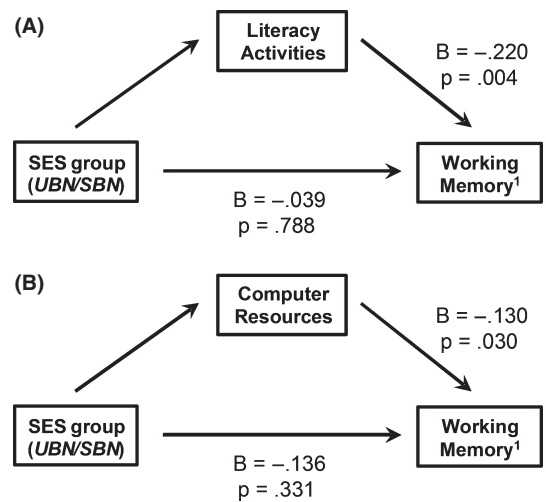 (A)
Literacy
Activities
B = –.220
p = .004
SES group
(UBN/SBN)
Working
Memory¹
B = –.039
p = .788
(B)
Computer
Resources
B = –.130
p = .030
SES group
(UBN/SBN)
Working
Memory¹
B = –.136
p = .331